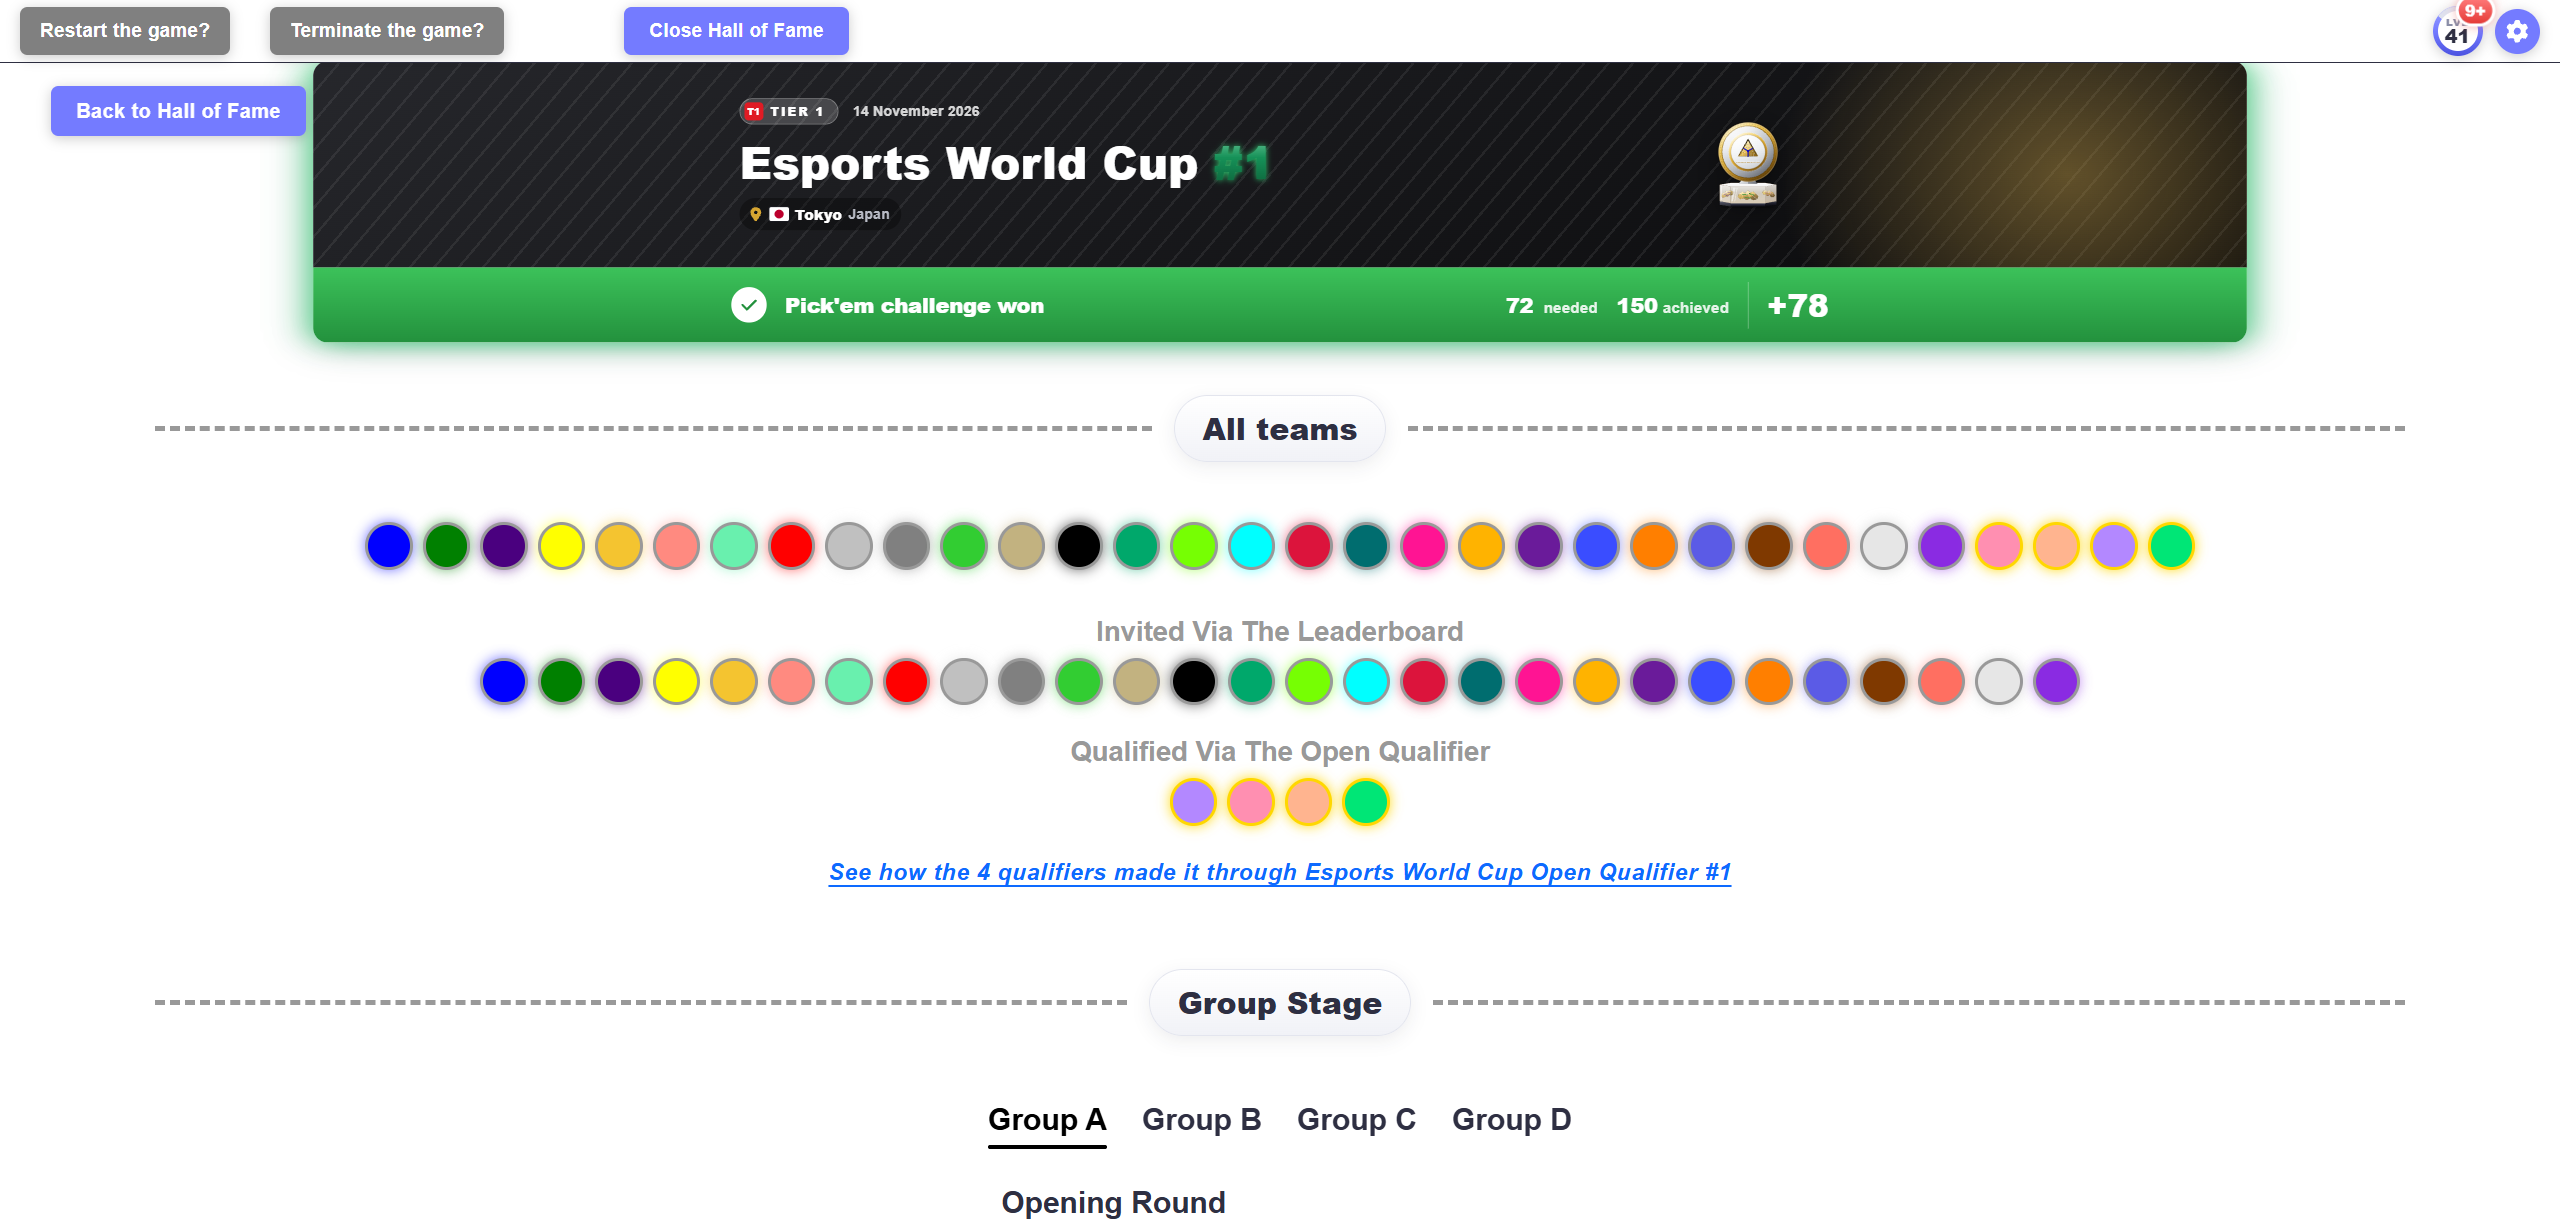 Restart the game?
Terminate the game?
Close Hall of Fame
9+
LVL
41
Back to Hall of Fame
T1 TIER 1
14 November 2026
Esports World Cup #1
Tokyo Japan
Pick'em challenge won
72 needed 150 achieved +78
All teams
Invited Via The Leaderboard
Qualified Via The Open Qualifier
See how the 4 qualifiers made it through Esports World Cup Open Qualifier #1
Group Stage
Group A Group B Group C Group D
Opening Round